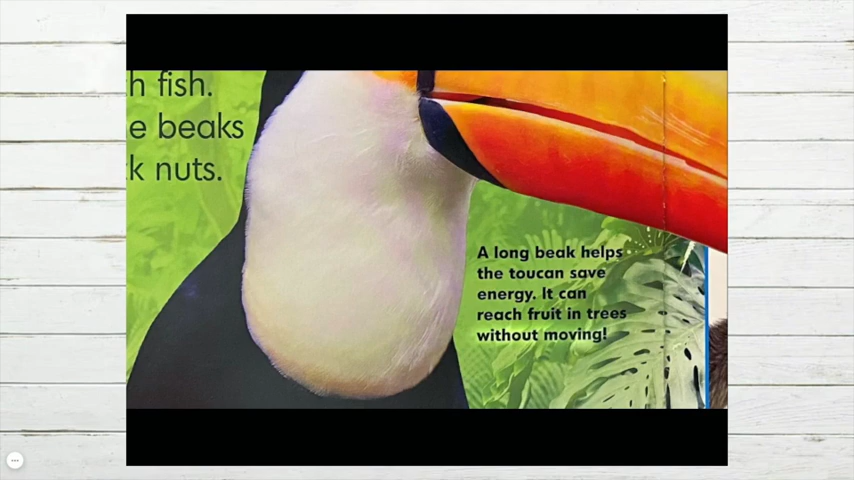 fish.
beaks
nuts.
A long beak helps
the toucan save
energy. It can
reach fruit in trees
without moving!